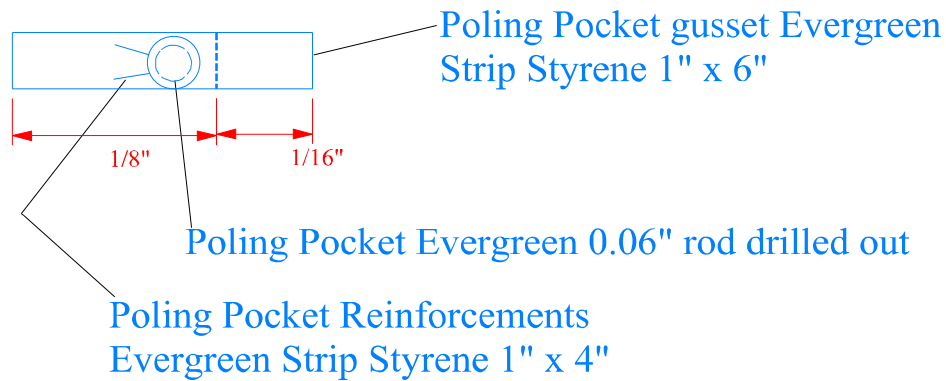 Poling Pocket gusset Evergreen
Strip Styrene 1" x 6"
1/8"
1/16"
Poling Pocket Evergreen 0.06" rod drilled out
Poling Pocket Reinforcements
Evergreen Strip Styrene 1" x 4"